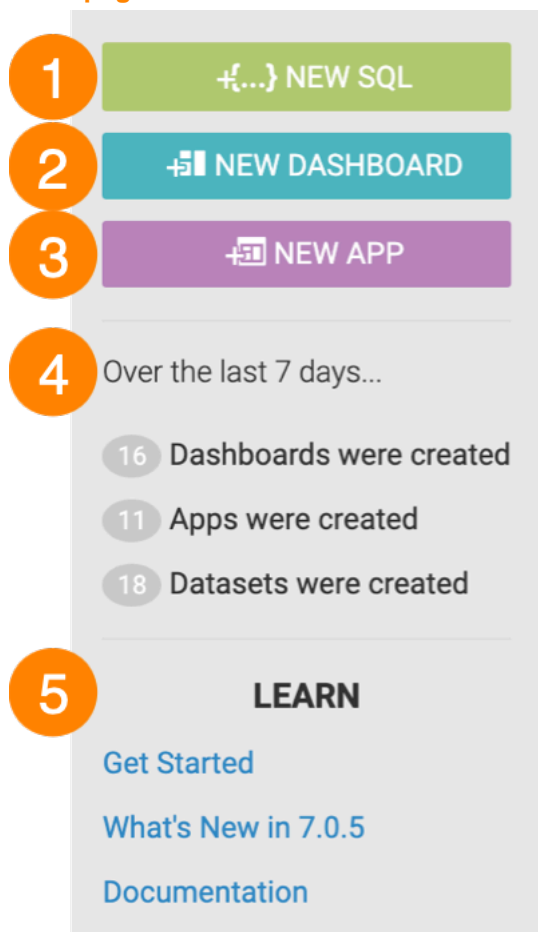 1
+{...} NEW SQL
2
NEW DASHBOARD
3
NEW APP
4
Over the last 7 days...
16 Dashboards were created
11 Apps were created
18 Datasets were created
5
LEARN
Get Started
What's New in 7.0.5
Documentation